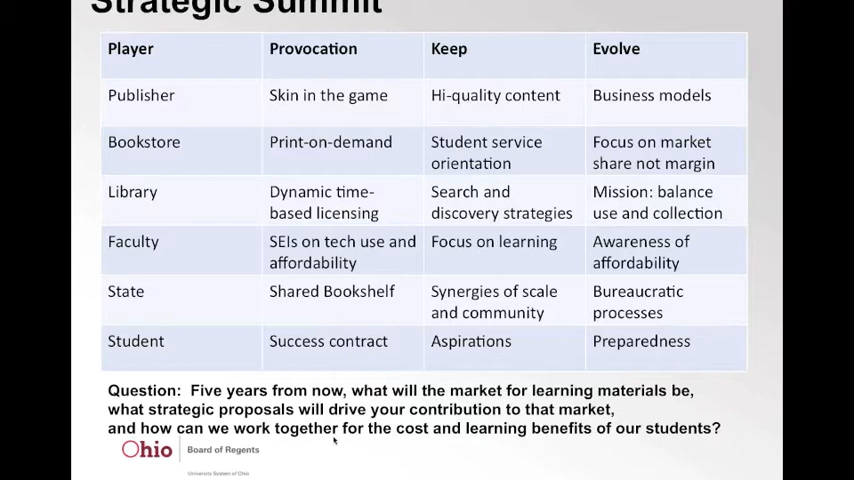 Strategic Summit
Player Provocation Keep Evolve
Publisher Skin in the game Hi-quality content Business models
Bookstore Print-on-demand Student service orientation Focus on market share not margin
Library Dynamic time-based licensing Search and discovery strategies Mission: balance use and collection
Faculty SEIs on tech use and affordability Focus on learning Awareness of affordability
State Shared Bookshelf Synergies of scale and community Bureaucratic processes
Student Success contract Aspirations Preparedness
Question: Five years from now, what will the market for learning materials be,
what strategic proposals will drive your contribution to that market,
and how can we work together for the cost and learning benefits of our students?
Ohio Board of Regents
University System of Ohio